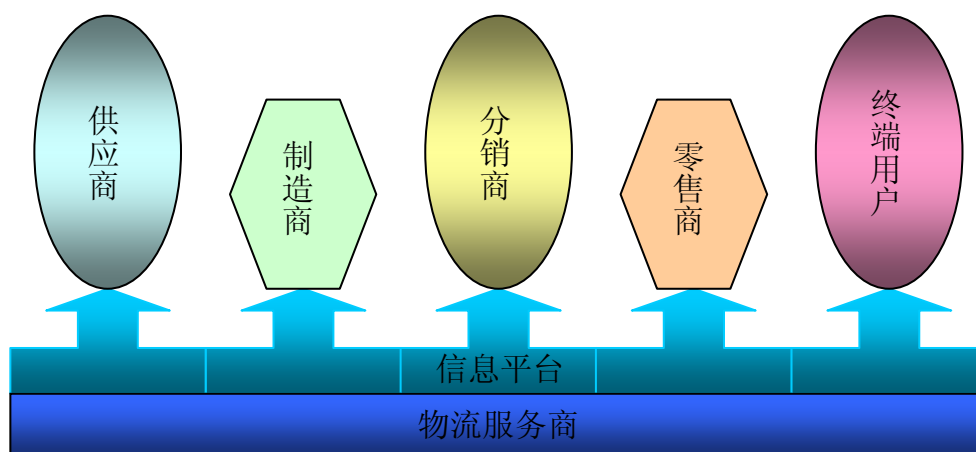 供应商
制造商
分销商
零售商
终端用户
信息平台
物流服务商